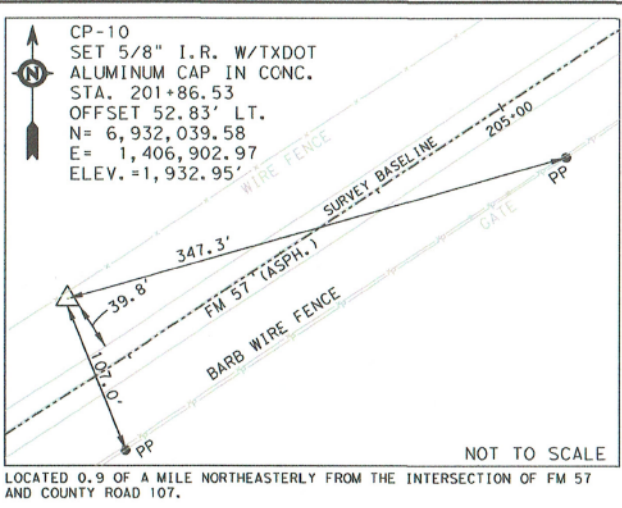 CP-10
SET 5/8" I.R. W/TXDOT
ALUMINUM CAP IN CONC.
STA. 201+86.53
OFFSET 52.83' LT.
N= 6,932,039.58
E= 1,406,902.97
ELEV.=1,932.95'
N
WIRE FENCE
SURVEY BASELINE
205+00
PP
GATE
347.3'
FM 57 (ASPH.)
39.8'
BARB WIRE FENCE
107.0'
PP
NOT TO SCALE
LOCATED 0.9 OF A MILE NORTHEASTERLY FROM THE INTERSECTION OF FM 57
AND COUNTY ROAD 107.